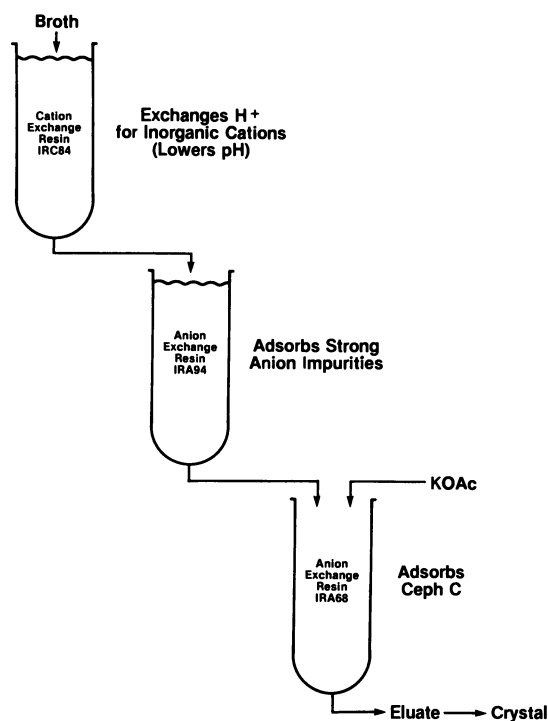 Broth
Cation
Exchange
Resin
IRC84
Exchanges H+
for Inorganic Cations
(Lowers pH)
Anion
Exchange
Resin
IRA94
Adsorbs Strong
Anion Impurities
KOAc
Anion
Exchange
Resin
IRA68
Adsorbs
Ceph C
Eluate
Crystal